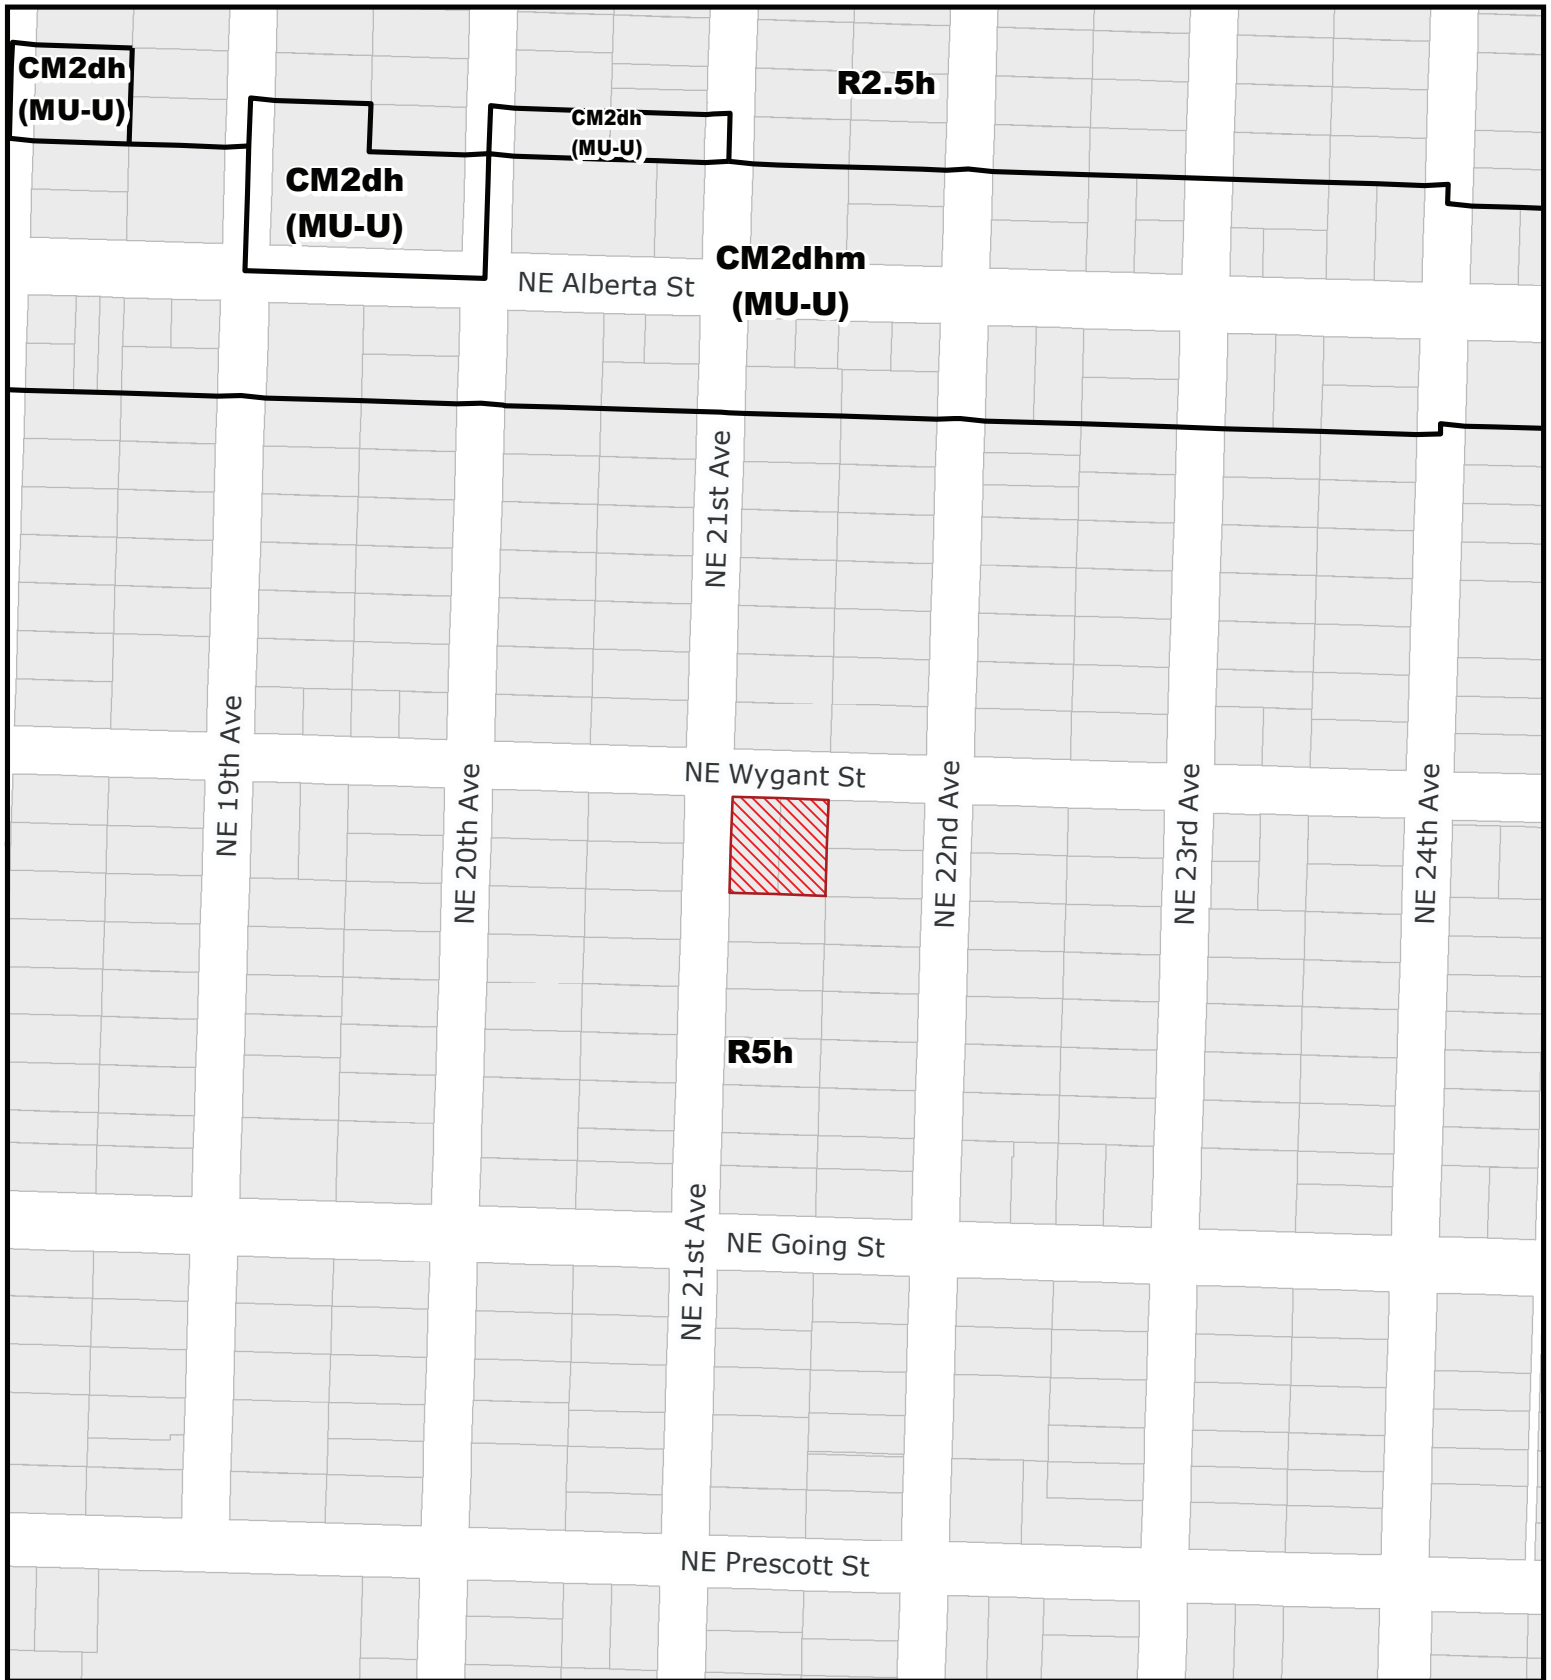 CM2dh
(MU-U)
R2.5h
CM2dh
(MU-U)
CM2dh
(MU-U)
CM2dhm
(MU-U)
NE Alberta St
NE 21st Ave
NE Wygant St
NE 19th Ave
NE 20th Ave
NE 22nd Ave
NE 23rd Ave
NE 24th Ave
R5h
NE 21st Ave
NE Going St
NE Prescott St